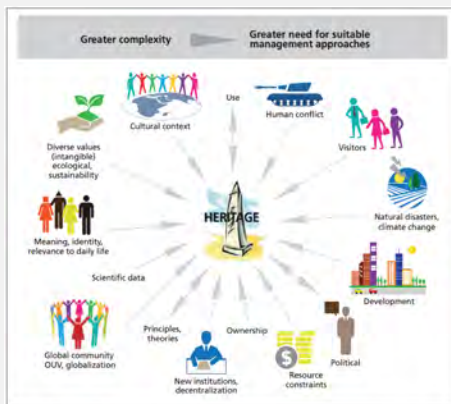 Greater complexity
Greater need for suitable
management approaches
Use
Cultural context
Human conflict
Visitors
Diverse values
(intangible)
ecological,
sustainability
HERITAGE
Natural disasters,
climate change
Meaning, identity,
relevance to daily life
Scientific data
Development
Principles,
theories
Ownership
Political
Global community
OUV, globalization
New institutions,
decentralization
Resource
constraints